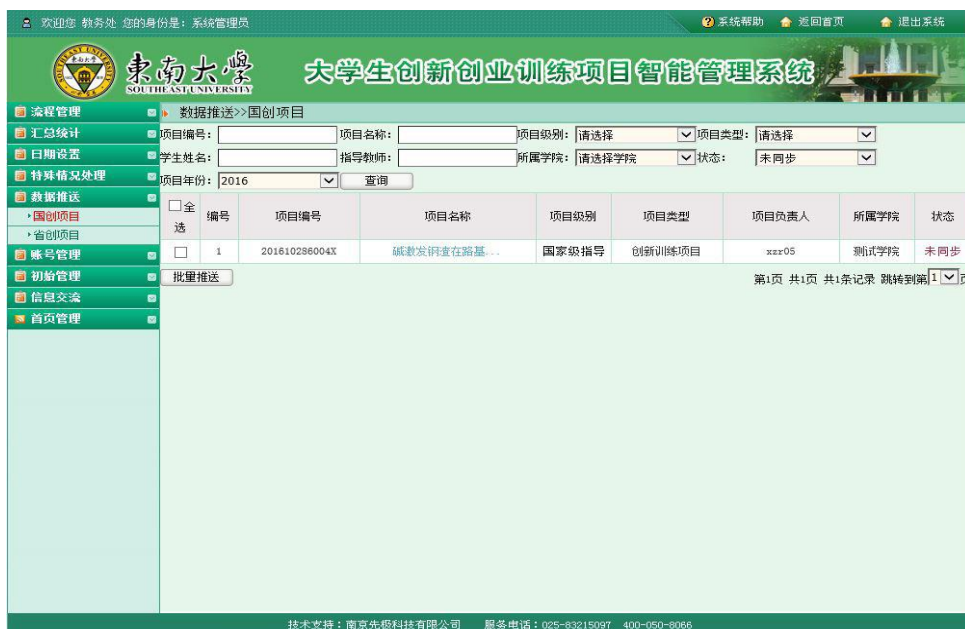 欢迎您 教务处 您的身份是：系统管理员 系统帮助 返回首页 退出系统
東南大學 大学生创新创业训练项目智能管理系统
SOUTHEAST UNIVERSITY
流程管理
汇总统计
日期设置
特殊情况处理
数据推送
国创项目
省创项目
账号管理
初始管理
信息交流
首页管理
数据推送>>国创项目
项目编号： 项目名称： 项目级别： 请选择 项目类型： 请选择
学生姓名： 指导教师： 所属学院： 请选择学院 状态： 未同步
项目年份： 2016 查询
全选 编号 项目编号 项目名称 项目级别 项目类型 项目负责人 所属学院 状态
1 201610286004X 碱激发钢渣在路基... 国家级指导 创新训练项目 xzr05 测试学院 未同步
批量推送 第1页 共1页 共1条记录 跳转到第 1 页
技术支持：南京先极科技有限公司 服务电话：025-83215097 400-050-8066